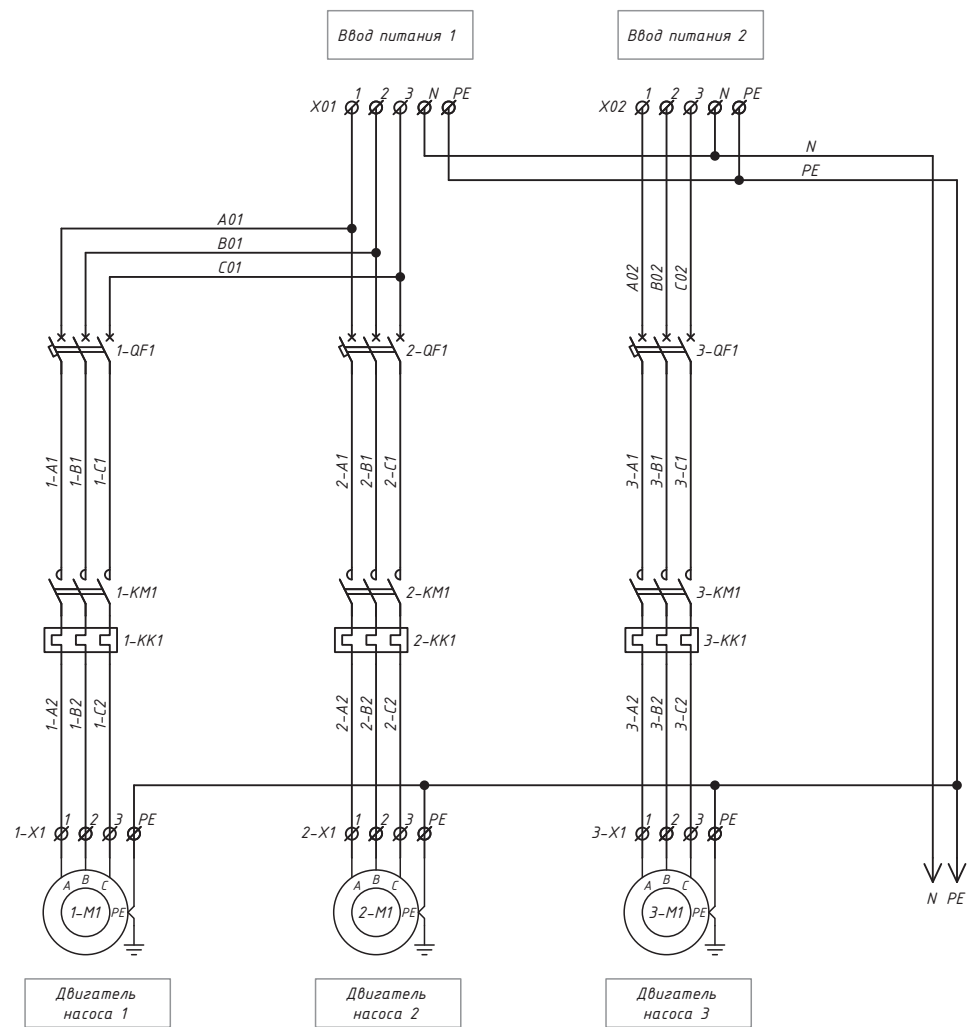 Ввод питания 1
Ввод питания 2
X01 1 2 3 N PE
X02 1 2 3 N PE
N
PE
A01
B01
C01
A02 B02 C02
1-QF1
2-QF1
3-QF1
1-A1 1-B1 1-C1
2-A1 2-B1 2-C1
3-A1 3-B1 3-C1
1-KM1
2-KM1
3-KM1
1-KK1
2-KK1
3-KK1
1-A2 1-B2 1-C2
2-A2 2-B2 2-C2
3-A2 3-B2 3-C2
1-X1 1 2 3 PE
2-X1 1 2 3 PE
3-X1 1 2 3 PE
A B C
A B C
A B C
1-M1 PE
2-M1 PE
3-M1 PE
N PE
Двигатель
насоса 1
Двигатель
насоса 2
Двигатель
насоса 3